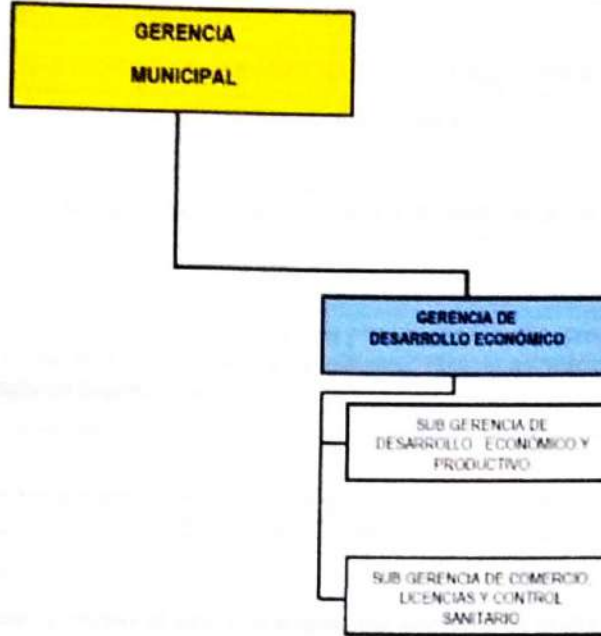 GERENCIA
MUNICIPAL
GERENCIA DE
DESARROLLO ECONÓMICO
SUB GERENCIA DE
DESARROLLO ECONÓMICO Y
PRODUCTIVO
SUB GERENCIA DE COMERCIO,
LICENCIAS Y CONTROL
SANITARIO